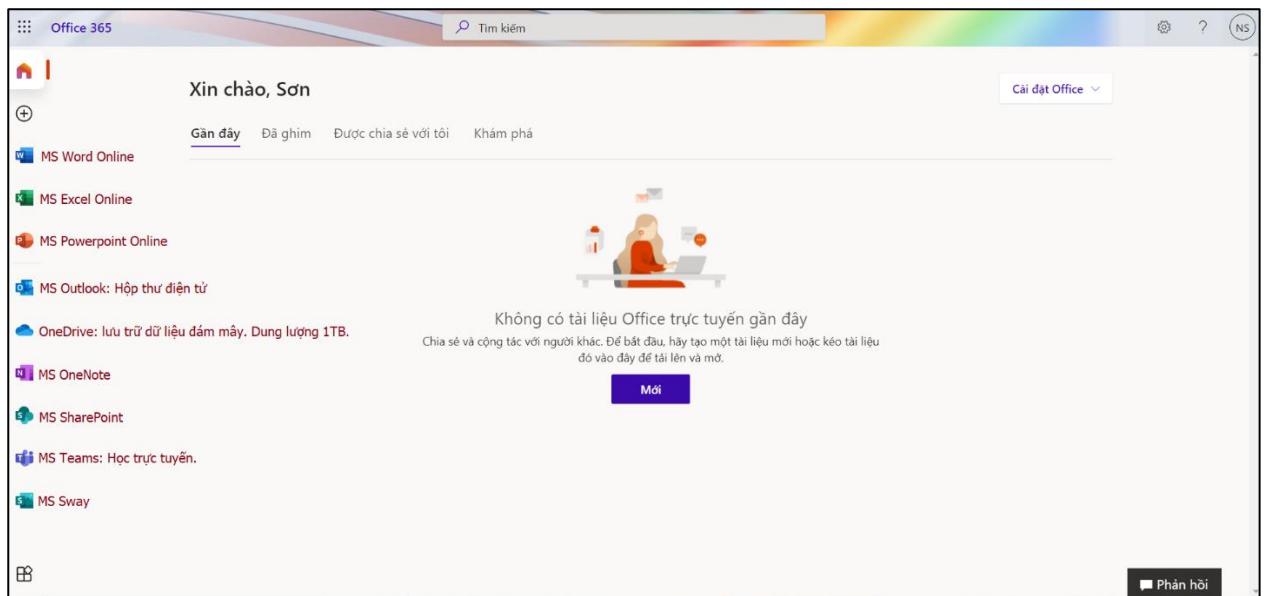 Office 365
Tìm kiếm
NS
Xin chào, Sơn
Cài đặt Office
Gần đây Đã ghim Được chia sẻ với tôi Khám phá
MS Word Online
MS Excel Online
MS Powerpoint Online
MS Outlook: Hộp thư điện tử
OneDrive: lưu trữ dữ liệu đám mây. Dung lượng 1TB.
MS OneNote
MS SharePoint
MS Teams: Học trực tuyến.
MS Sway
Không có tài liệu Office trực tuyến gần đây
Chia sẻ và cộng tác với người khác. Để bắt đầu, hãy tạo một tài liệu mới hoặc kéo tài liệu
đó vào đây để tải lên và mở.
Mới
Phản hồi